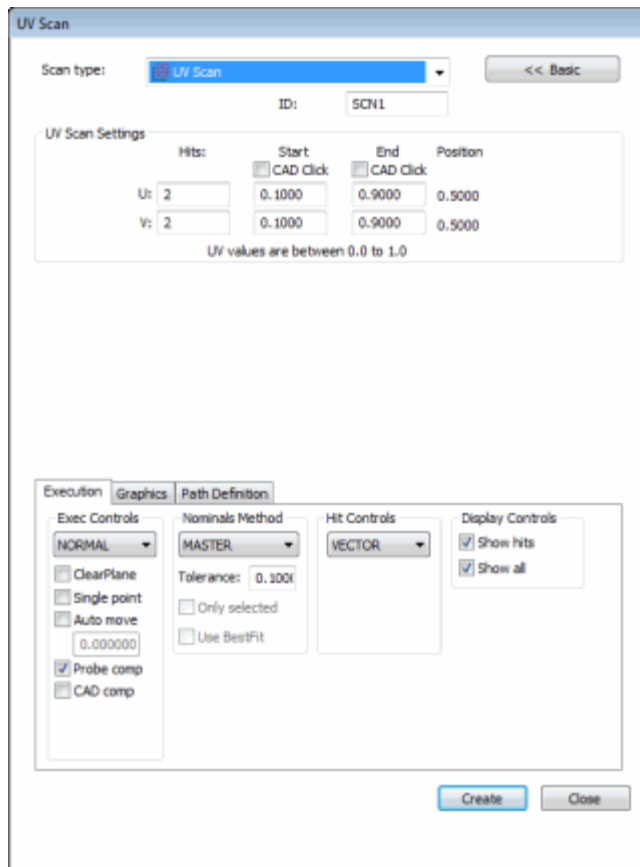 UV Scan
Scan type: UV Scan << Basic
ID: SCN1
UV Scan Settings
Hits: Start End Position
CAD Click CAD Click
U: 2 0.1000 0.9000 0.5000
V: 2 0.1000 0.9000 0.5000
UV values are between 0.0 to 1.0
Execution Graphics Path Definition
Exec Controls Nominals Method Hit Controls Display Controls
NORMAL MASTER VECTOR Show hits
ClearPlane Tolerance: 0.100 Show all
Single point Only selected
Auto move
0.000000 Use BestFit
Probe comp
CAD comp
Create Close